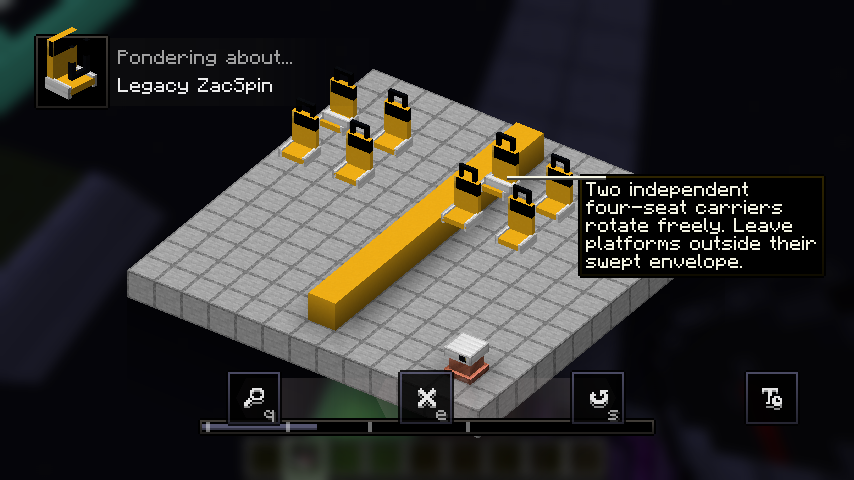 Pondering about...
Legacy ZacSpin
Two independent
four-seat carriers
rotate freely. Leave
platforms outside their
swept envelope.
q
e
s
T